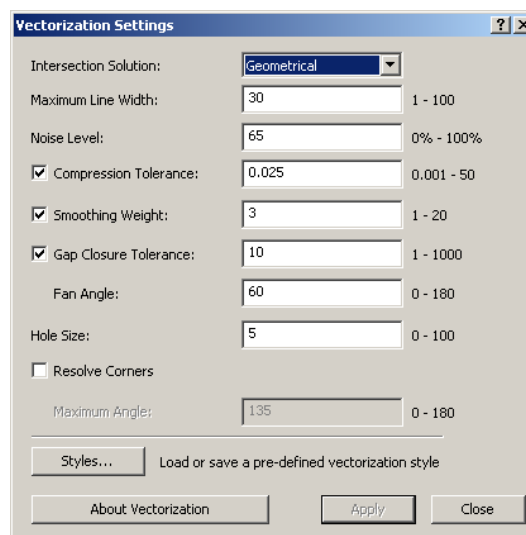 Vectorization Settings
Intersection Solution: Geometrical
Maximum Line Width: 30 1 - 100
Noise Level: 65 0% - 100%
Compression Tolerance: 0.025 0.001 - 50
Smoothing Weight: 3 1 - 20
Gap Closure Tolerance: 10 1 - 1000
Fan Angle: 60 0 - 180
Hole Size: 5 0 - 100
Resolve Corners
Maximum Angle: 135 0 - 180
Styles... Load or save a pre-defined vectorization style
About Vectorization Apply Close